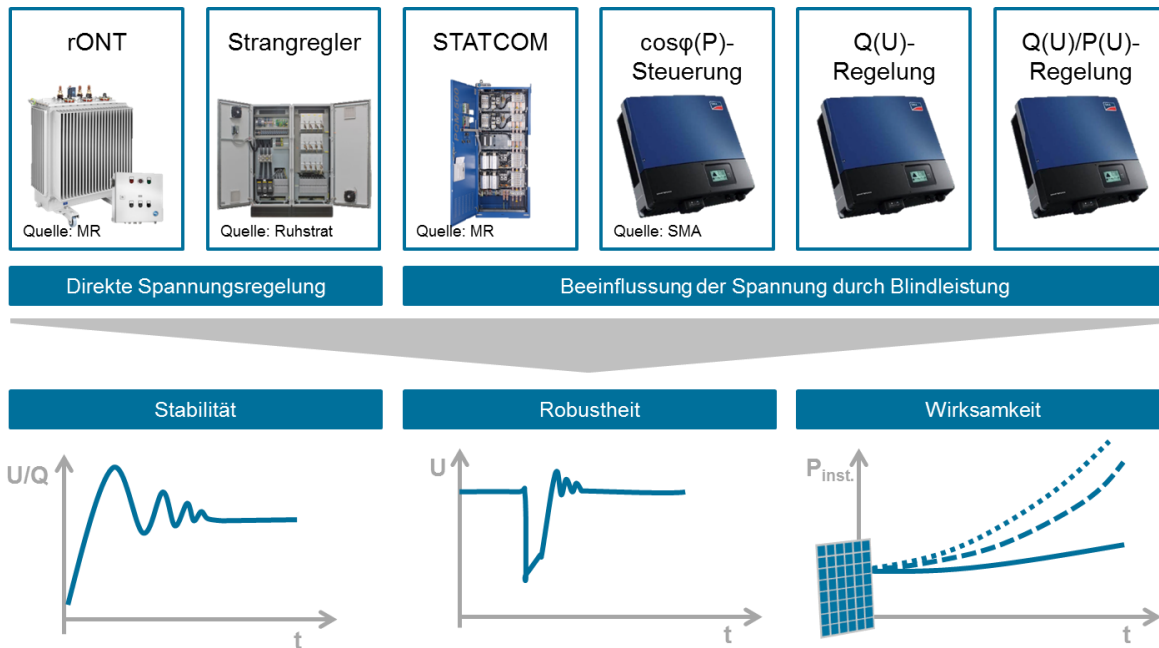 rONT
Strangregler
STATCOM
cosφ(P)-
Steuerung
Q(U)-
Regelung
Q(U)/P(U)-
Regelung
Quelle: MR
Quelle: Ruhstrat
Quelle: MR
Quelle: SMA
Direkte Spannungsregelung
Beeinflussung der Spannung durch Blindleistung
Stabilität
Robustheit
Wirksamkeit
U/Q
t
U
t
Pinst.
t